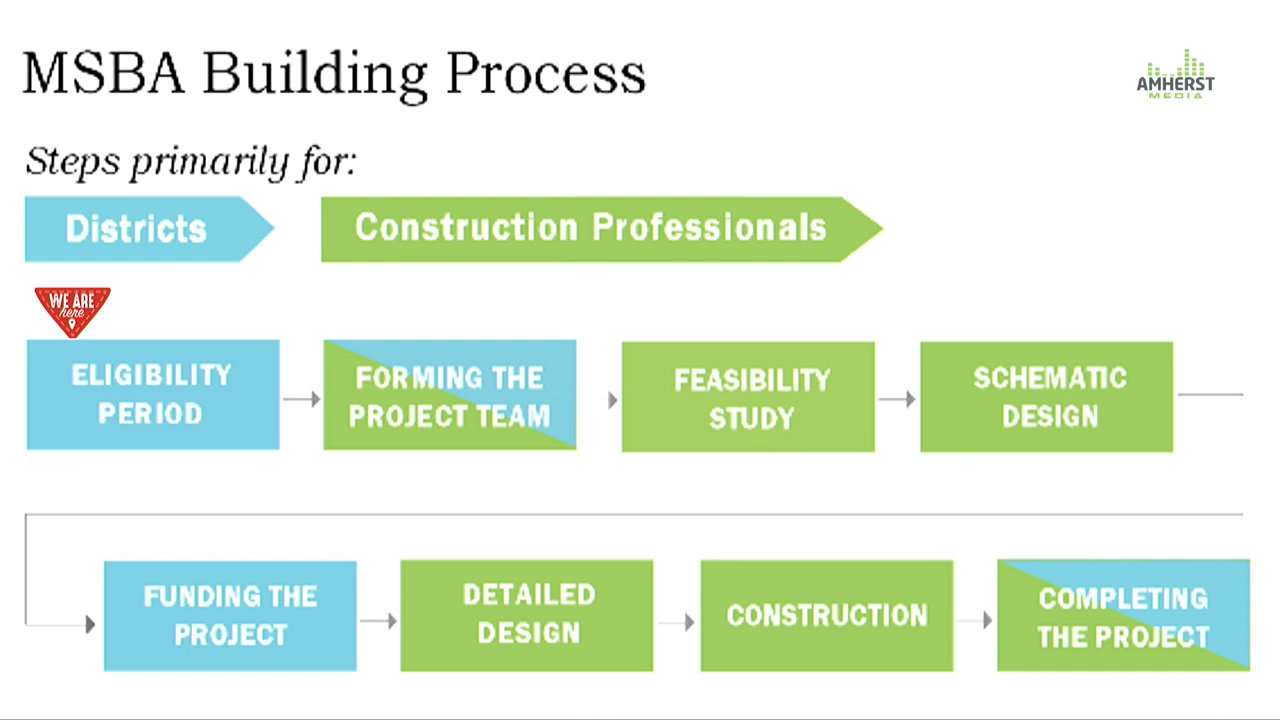 MSBA Building Process
AMHERST
MEDIA
Steps primarily for:
Districts
Construction Professionals
WE ARE
here
ELIGIBILITY
PERIOD
FORMING THE
PROJECT TEAM
FEASIBILITY
STUDY
SCHEMATIC
DESIGN
FUNDING THE
PROJECT
DETAILED
DESIGN
CONSTRUCTION
COMPLETING
THE PROJECT